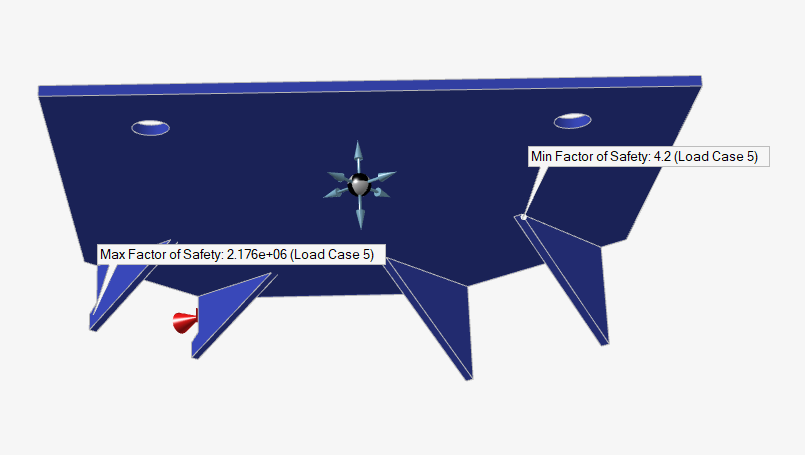 Min Factor of Safety: 4.2 (Load Case 5)
Max Factor of Safety: 2.176e+06 (Load Case 5)